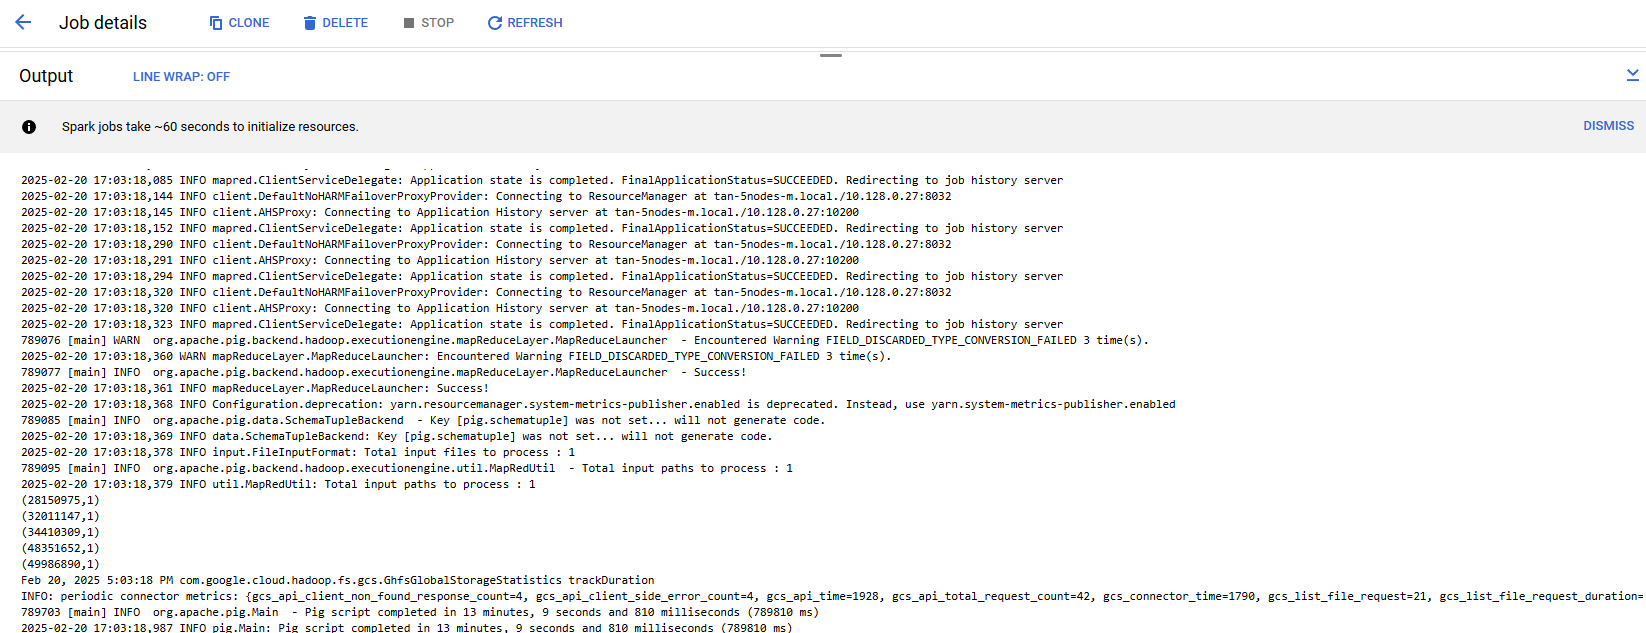 Job details
CLONE
DELETE
STOP
REFRESH
Output
LINE WRAP: OFF
Spark jobs take ~60 seconds to initialize resources.
DISMISS
2025-02-20 17:03:18,085 INFO mapred.ClientServiceDelegate: Application state is completed. FinalApplicationStatus=SUCCEEDED. Redirecting to job history server
2025-02-20 17:03:18,144 INFO client.DefaultNoHARMFailoverProxyProvider: Connecting to ResourceManager at tan-5nodes-m.local./10.128.0.27:8032
2025-02-20 17:03:18,145 INFO client.AHSProxy: Connecting to Application History server at tan-5nodes-m.local./10.128.0.27:10200
2025-02-20 17:03:18,152 INFO mapred.ClientServiceDelegate: Application state is completed. FinalApplicationStatus=SUCCEEDED. Redirecting to job history server
2025-02-20 17:03:18,290 INFO client.DefaultNoHARMFailoverProxyProvider: Connecting to ResourceManager at tan-5nodes-m.local./10.128.0.27:8032
2025-02-20 17:03:18,291 INFO client.AHSProxy: Connecting to Application History server at tan-5nodes-m.local./10.128.0.27:10200
2025-02-20 17:03:18,294 INFO mapred.ClientServiceDelegate: Application state is completed. FinalApplicationStatus=SUCCEEDED. Redirecting to job history server
2025-02-20 17:03:18,320 INFO client.DefaultNoHARMFailoverProxyProvider: Connecting to ResourceManager at tan-5nodes-m.local./10.128.0.27:8032
2025-02-20 17:03:18,320 INFO client.AHSProxy: Connecting to Application History server at tan-5nodes-m.local./10.128.0.27:10200
2025-02-20 17:03:18,323 INFO mapred.ClientServiceDelegate: Application state is completed. FinalApplicationStatus=SUCCEEDED. Redirecting to job history server
789076 [main] WARN  org.apache.pig.backend.hadoop.executionengine.mapReduceLayer.MapReduceLauncher  - Encountered Warning FIELD_DISCARDED_TYPE_CONVERSION_FAILED 3 time(s).
2025-02-20 17:03:18,360 WARN mapReduceLayer.MapReduceLauncher: Encountered Warning FIELD_DISCARDED_TYPE_CONVERSION_FAILED 3 time(s).
789077 [main] INFO  org.apache.pig.backend.hadoop.executionengine.mapReduceLayer.MapReduceLauncher  - Success!
2025-02-20 17:03:18,361 INFO mapReduceLayer.MapReduceLauncher: Success!
2025-02-20 17:03:18,368 INFO Configuration.deprecation: yarn.resourcemanager.system-metrics-publisher.enabled is deprecated. Instead, use yarn.system-metrics-publisher.enabled
789085 [main] INFO  org.apache.pig.data.SchemaTupleBackend  - Key [pig.schematuple] was not set... will not generate code.
2025-02-20 17:03:18,369 INFO data.SchemaTupleBackend: Key [pig.schematuple] was not set... will not generate code.
2025-02-20 17:03:18,378 INFO input.FileInputFormat: Total input files to process : 1
789095 [main] INFO  org.apache.pig.backend.hadoop.executionengine.util.MapRedUtil  - Total input paths to process : 1
2025-02-20 17:03:18,379 INFO util.MapRedUtil: Total input paths to process : 1
(28150975,1)
(32011147,1)
(34410309,1)
(48351652,1)
(49986890,1)
Feb 20, 2025 5:03:18 PM com.google.cloud.hadoop.fs.gcs.GhfsGlobalStorageStatistics trackDuration
INFO: periodic connector metrics: {gcs_api_client_non_found_response_count=4, gcs_api_client_side_error_count=4, gcs_api_time=1928, gcs_api_total_request_count=42, gcs_connector_time=1790, gcs_list_file_request=21, gcs_list_file_request_duration=
789703 [main] INFO  org.apache.pig.Main  - Pig script completed in 13 minutes, 9 seconds and 810 milliseconds (789810 ms)
2025-02-20 17:03:18,987 INFO pig.Main: Pig script completed in 13 minutes, 9 seconds and 810 milliseconds (789810 ms)